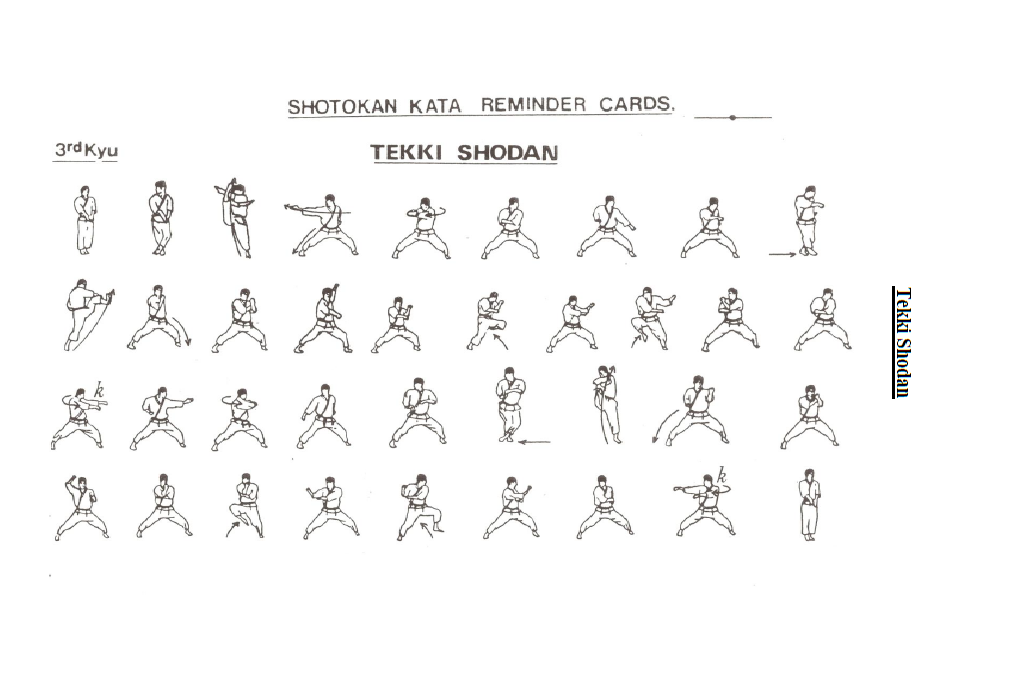 SHOTOKAN KATA REMINDER CARDS.
3rd Kyu
TEKKI SHODAN
k
k
Tekki Shodan